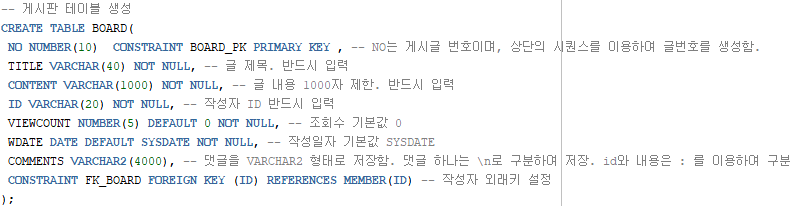 -- 게시판 테이블 생성
CREATE TABLE BOARD(
NO NUMBER(10) CONSTRAINT BOARD_PK PRIMARY KEY , -- NO는 게시글 번호이며, 상단의 시퀀스를 이용하여 글번호를 생성함.
TITLE VARCHAR(40) NOT NULL, -- 글 제목. 반드시 입력
CONTENT VARCHAR(1000) NOT NULL, -- 글 내용 1000자 제한. 반드시 입력
ID VARCHAR(20) NOT NULL, -- 작성자 ID 반드시 입력
VIEWCOUNT NUMBER(5) DEFAULT 0 NOT NULL, -- 조회수 기본값 0
WDATE DATE DEFAULT SYSDATE NOT NULL, -- 작성일자 기본값 SYSDATE
COMMENTS VARCHAR2(4000), -- 댓글을 VARCHAR2 형태로 저장함. 댓글 하나는 \n로 구분하여 저장. id와 내용은 : 를 이용하여 구분
CONSTRAINT FK_BOARD FOREIGN KEY (ID) REFERENCES MEMBER(ID) -- 작성자 외래키 설정
);